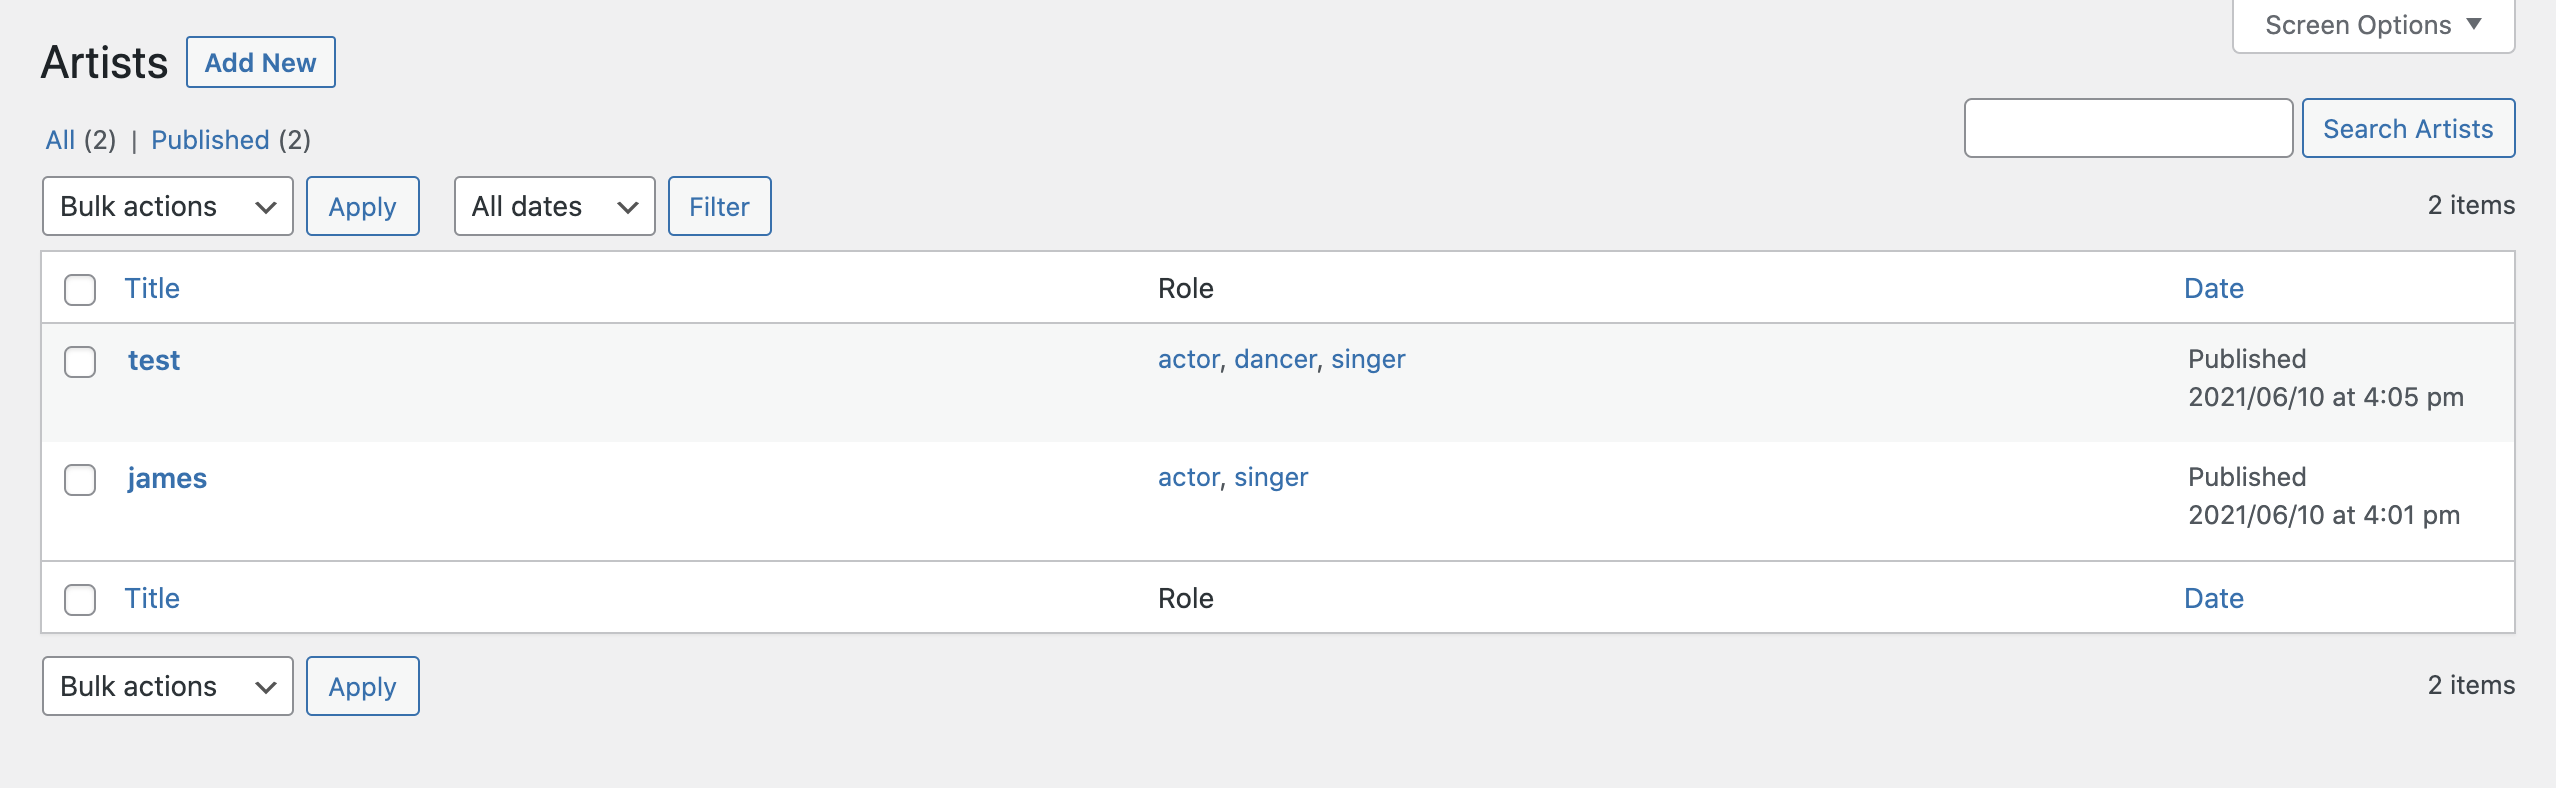 Screen Options ▼
Artists Add New
All (2) | Published (2)
Search Artists
Bulk actions Apply All dates Filter 2 items
Title Role Date
test actor, dancer, singer Published
2021/06/10 at 4:05 pm
james actor, singer Published
2021/06/10 at 4:01 pm
Title Role Date
Bulk actions Apply 2 items